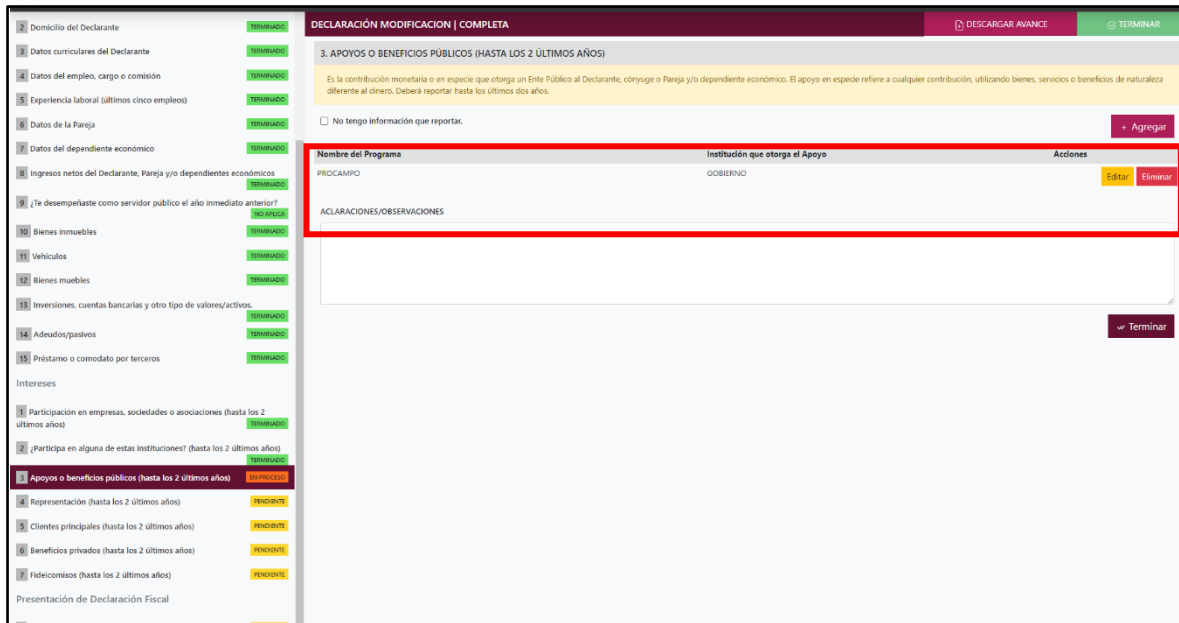 2 Domicilio del Declarante TERMINADO
3 Datos curriculares del Declarante TERMINADO
4 Datos del empleo, cargo o comisión TERMINADO
5 Experiencia laboral (últimos cinco empleos) TERMINADO
6 Datos de la Pareja TERMINADO
7 Datos del dependiente económico TERMINADO
8 Ingresos netos del Declarante, Pareja y/o dependientes económicos
TERMINADO
9 ¿Te desempeñaste como servidor público el año inmediato anterior?
NO APLICA
10 Bienes inmuebles TERMINADO
11 Vehículos TERMINADO
12 Bienes muebles TERMINADO
13 Inversiones, cuentas bancarias y otro tipo de valores/activos.
TERMINADO
14 Adeudos/pasivos TERMINADO
15 Préstamo o comodato por terceros TERMINADO
Intereses
1 Participación en empresas, sociedades o asociaciones (hasta los 2
últimos años) TERMINADO
2 ¿Participa en alguna de estas instituciones? (hasta los 2 últimos años)
TERMINADO
3 Apoyos o beneficios públicos (hasta los 2 últimos años) EN PROCESO
4 Representación (hasta los 2 últimos años) PENDIENTE
5 Clientes principales (hasta los 2 últimos años) PENDIENTE
6 Beneficios privados (hasta los 2 últimos años) PENDIENTE
7 Fideicomisos (hasta los 2 últimos años) PENDIENTE
Presentación de Declaración Fiscal
DECLARACIÓN MODIFICACION | COMPLETA DESCARGAR AVANCE TERMINAR
3. APOYOS O BENEFICIOS PÚBLICOS (HASTA LOS 2 ÚLTIMOS AÑOS)
Es la contribución monetaria o en especie que otorga un Ente Público al Declarante, cónyuge o Pareja y/o dependiente económico. El apoyo en especie refiere a cualquier contribución, utilizando bienes, servicios o beneficios de naturaleza
diferente al dinero. Deberá reportar hasta los últimos dos años.
No tengo información que reportar.
+ Agregar
Nombre del Programa Institución que otorga el Apoyo Acciones
PROCAMPO GOBIERNO Editar Eliminar
ACLARACIONES/OBSERVACIONES
Terminar